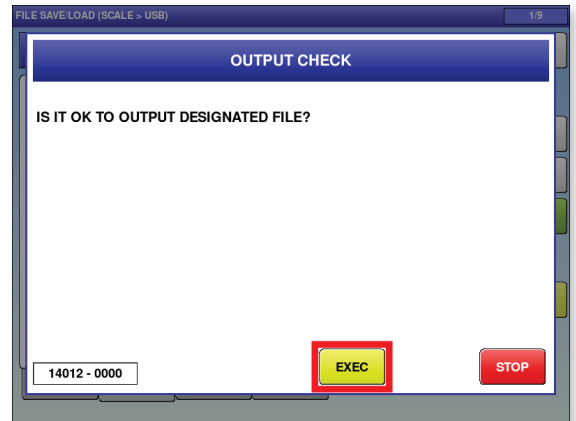 FILE SAVE/LOAD (SCALE > USB)
1/9
OUTPUT CHECK
IS IT OK TO OUTPUT DESIGNATED FILE?
14012 - 0000
EXEC
STOP